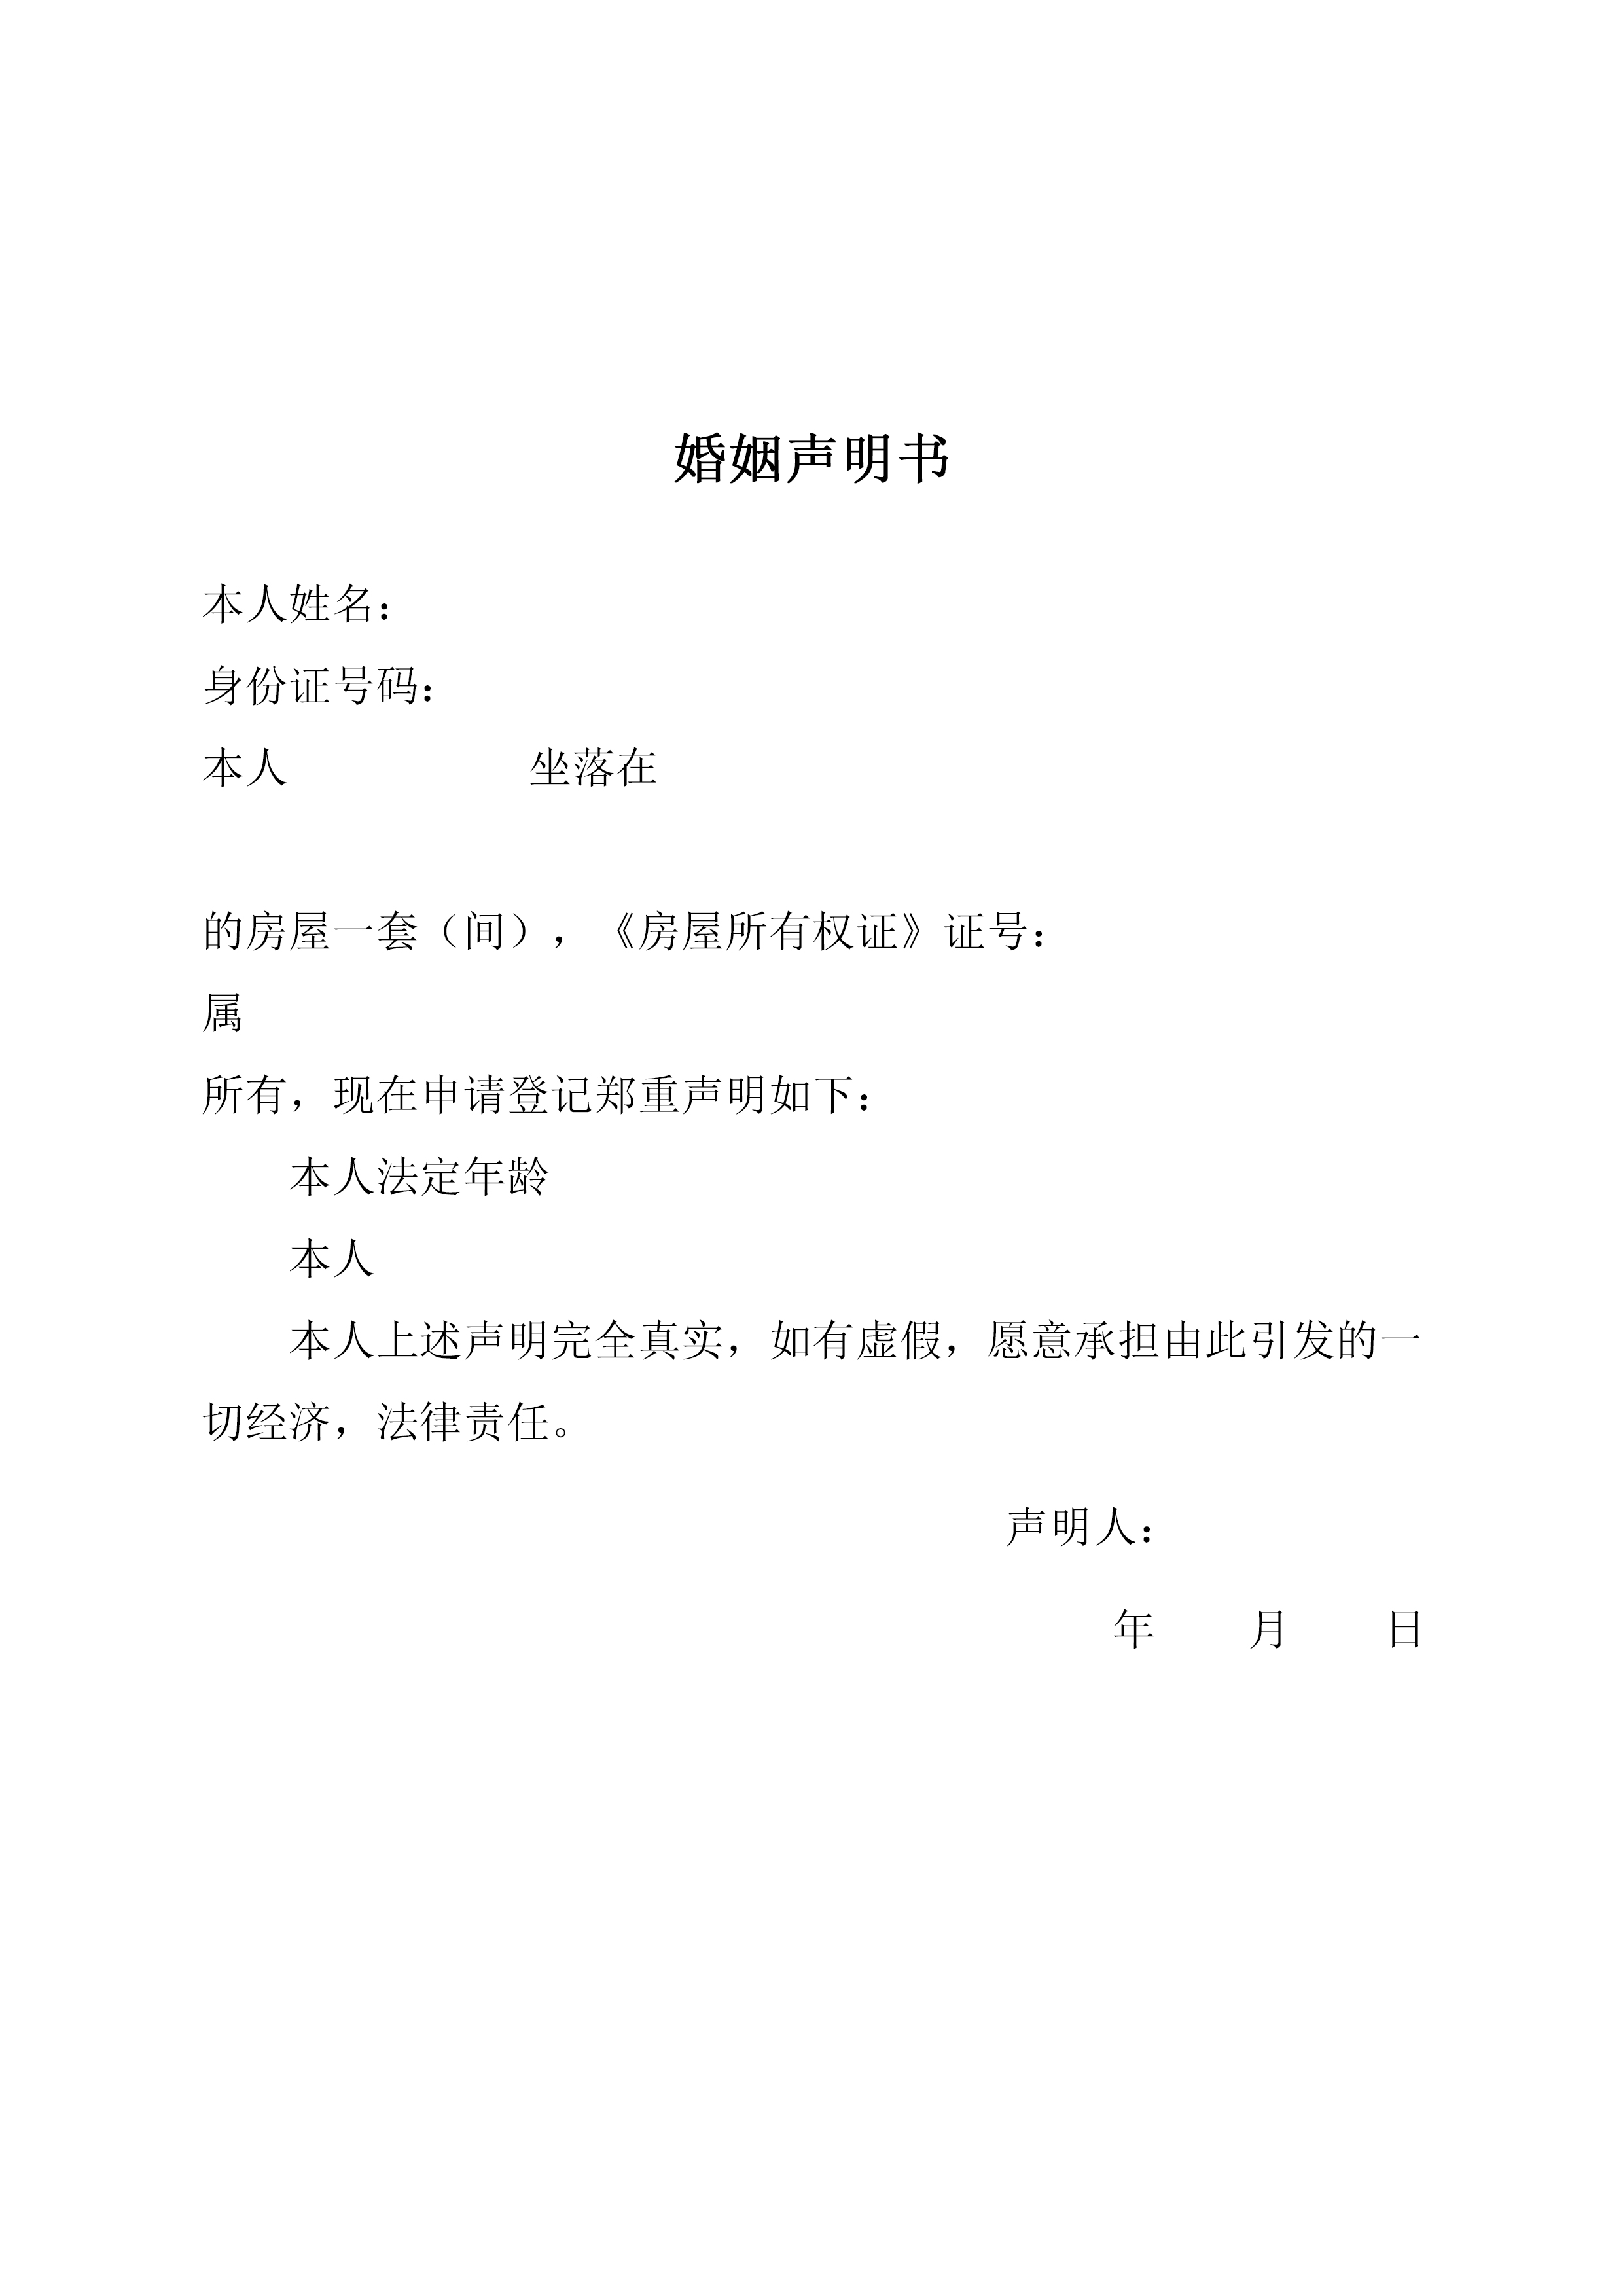 婚姻声明书
本人姓名：
身份证号码：
本人　　　　　坐落在
的房屋一套（间），《房屋所有权证》证号：
属
所有，现在申请登记郑重声明如下：
本人法定年龄
本人
本人上述声明完全真实，如有虚假，愿意承担由此引发的一
切经济，法律责任。
声明人：
年　　月　　日